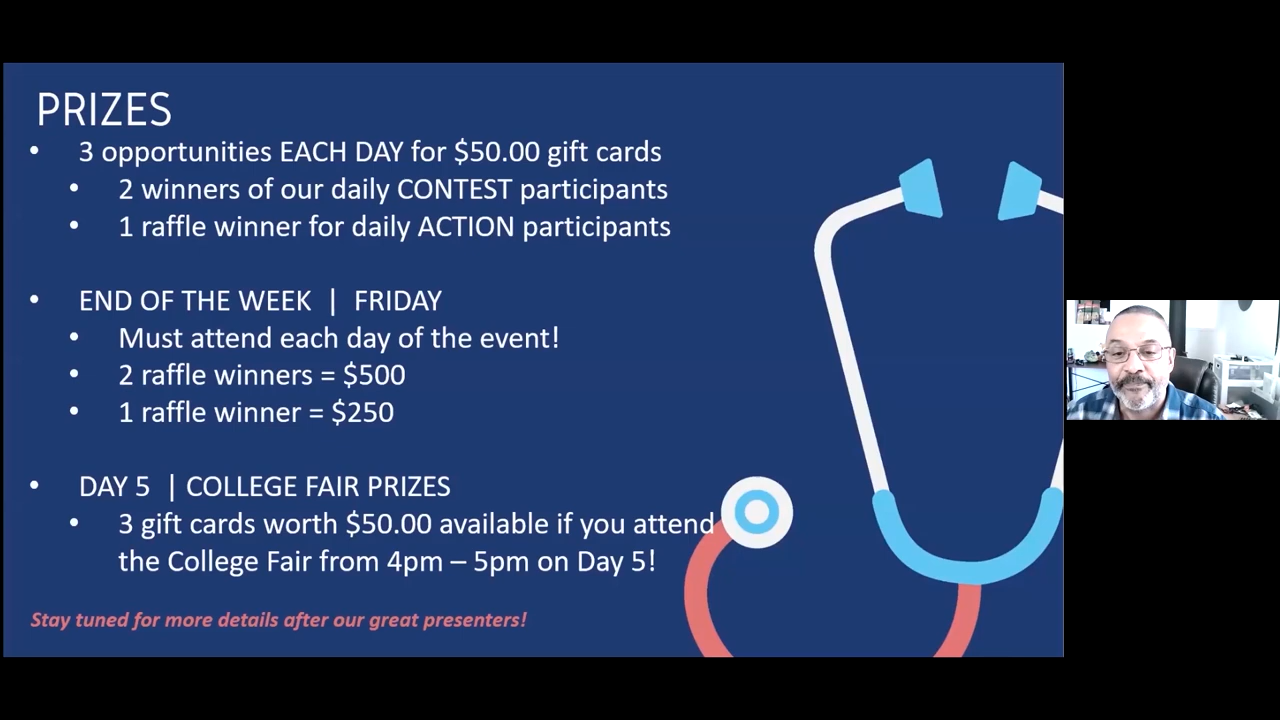 PRIZES
• 3 opportunities EACH DAY for $50.00 gift cards
• 2 winners of our daily CONTEST participants
• 1 raffle winner for daily ACTION participants
• END OF THE WEEK | FRIDAY
• Must attend each day of the event!
• 2 raffle winners = $500
• 1 raffle winner = $250
• DAY 5 | COLLEGE FAIR PRIZES
• 3 gift cards worth $50.00 available if you attend
the College Fair from 4pm – 5pm on Day 5!
Stay tuned for more details after our great presenters!